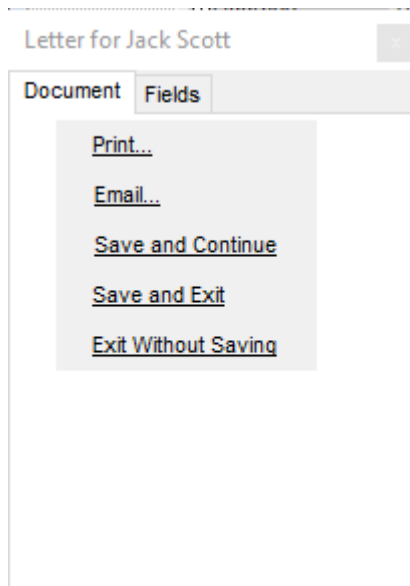 Letter for Jack Scott
x
Document Fields
Print...
Email...
Save and Continue
Save and Exit
Exit Without Saving